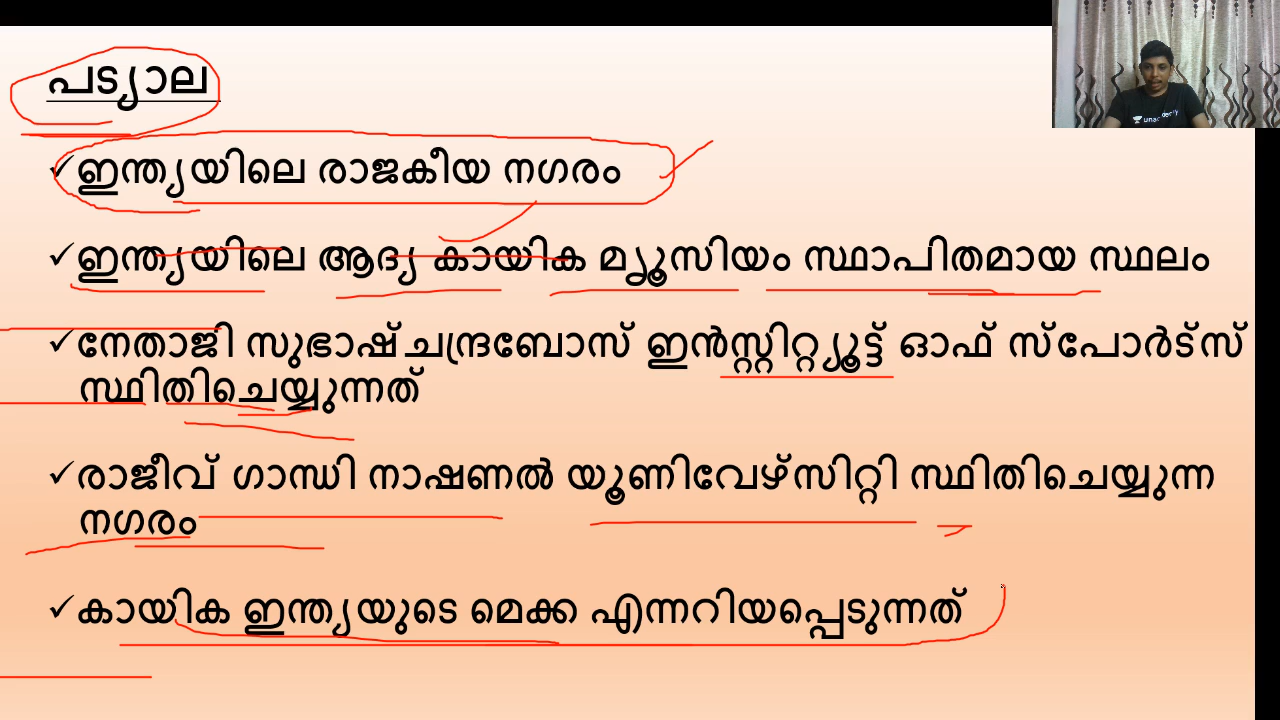 പട്യാല
✓ഇന്ത്യയിലെ രാജകീയ നഗരം
✓ഇന്ത്യയിലെ ആദ്യ കായിക മ്യൂസിയം സ്ഥാപിതമായ സ്ഥലം
✓നേതാജി സുഭാഷ്ചന്ദ്രബോസ് ഇൻസ്റ്റിറ്റ്യൂട്ട് ഓഫ് സ്പോർട്സ്
സ്ഥിതിചെയ്യുന്നത്
✓രാജീവ് ഗാന്ധി നാഷണൽ യൂണിവേഴ്സിറ്റി സ്ഥിതിചെയ്യുന്ന
നഗരം
✓കായിക ഇന്ത്യയുടെ മെക്ക എന്നറിയപ്പെടുന്നത്
unacademy